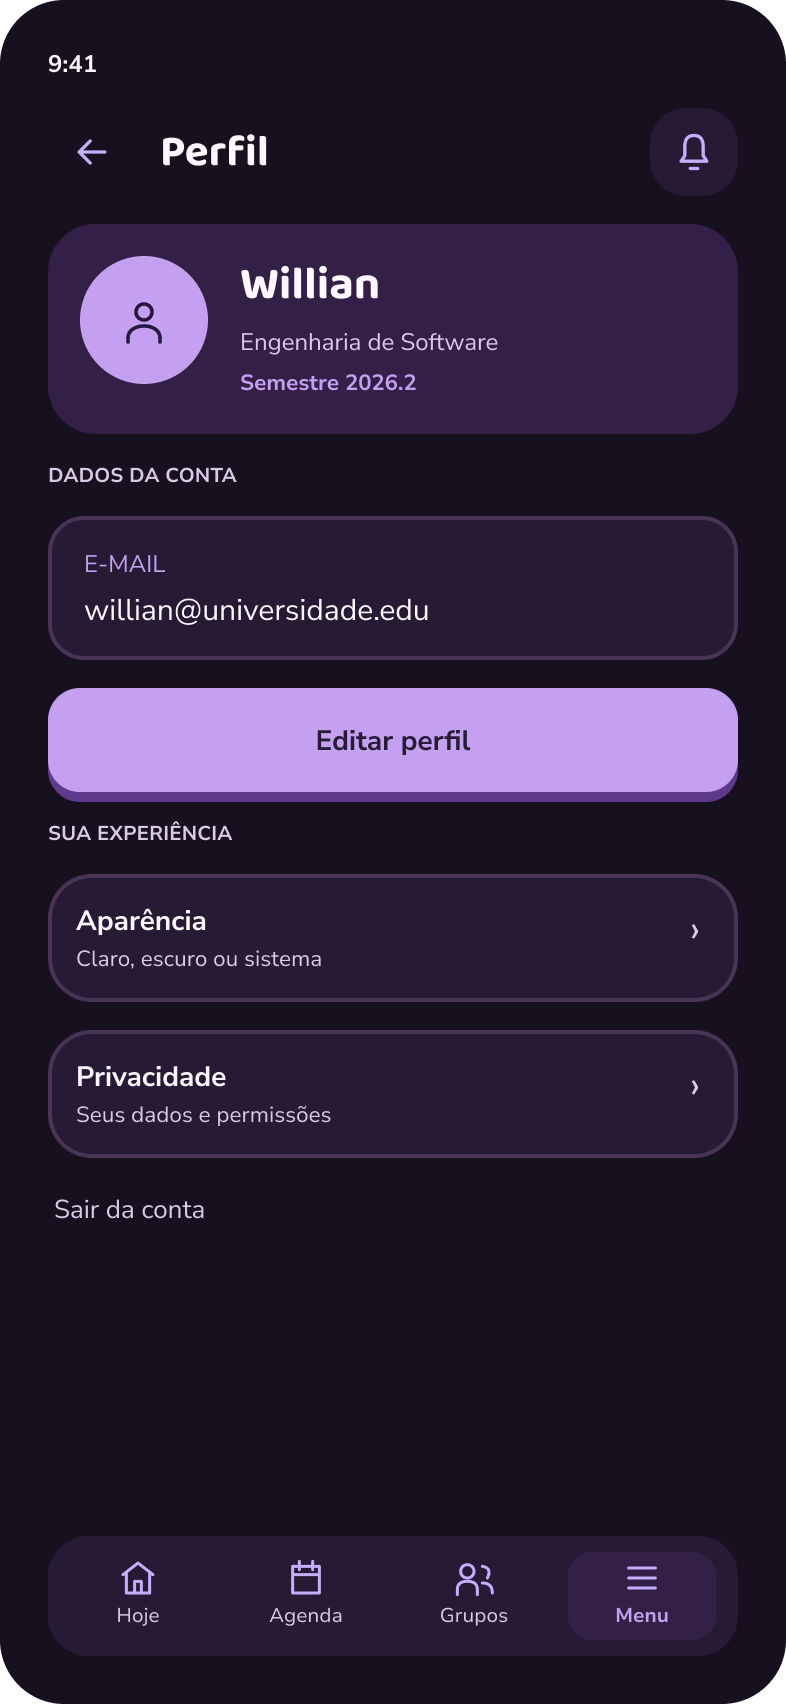 9:41
Perfil
Willian
Engenharia de Software
Semestre 2026.2
DADOS DA CONTA
E-MAIL
willian@universidade.edu
Editar perfil
SUA EXPERIÊNCIA
Aparência
Claro, escuro ou sistema
Privacidade
Seus dados e permissões
Sair da conta
Hoje
Agenda
Grupos
Menu